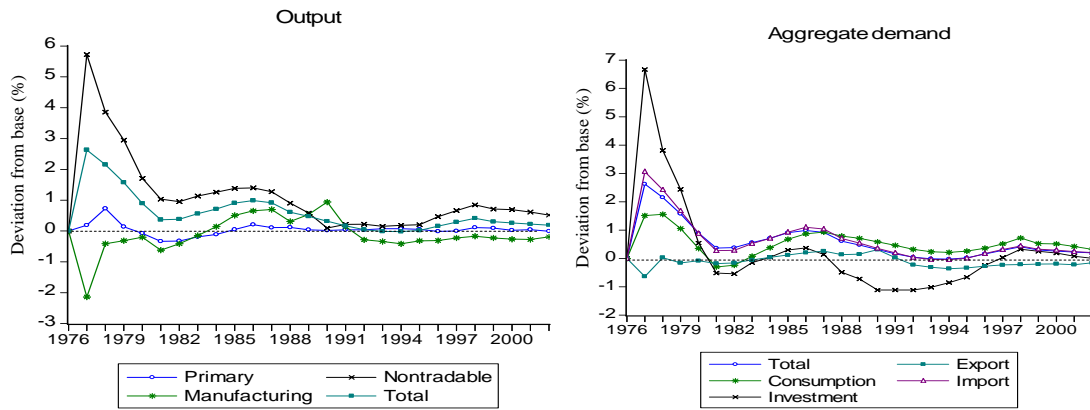 Output
Deviation from base (%)
6
5
4
3
2
1
0
-1
-2
-3
1976 1979 1982 1985 1988 1991 1994 1997 2000
Primary Nontradable
Manufacturing Total
Aggregate demand
Deviation from base (%)
7
6
5
4
3
2
1
0
-1
-2
1976 1979 1982 1985 1988 1991 1994 1997 2000
Total Export
Consumption Import
Investment